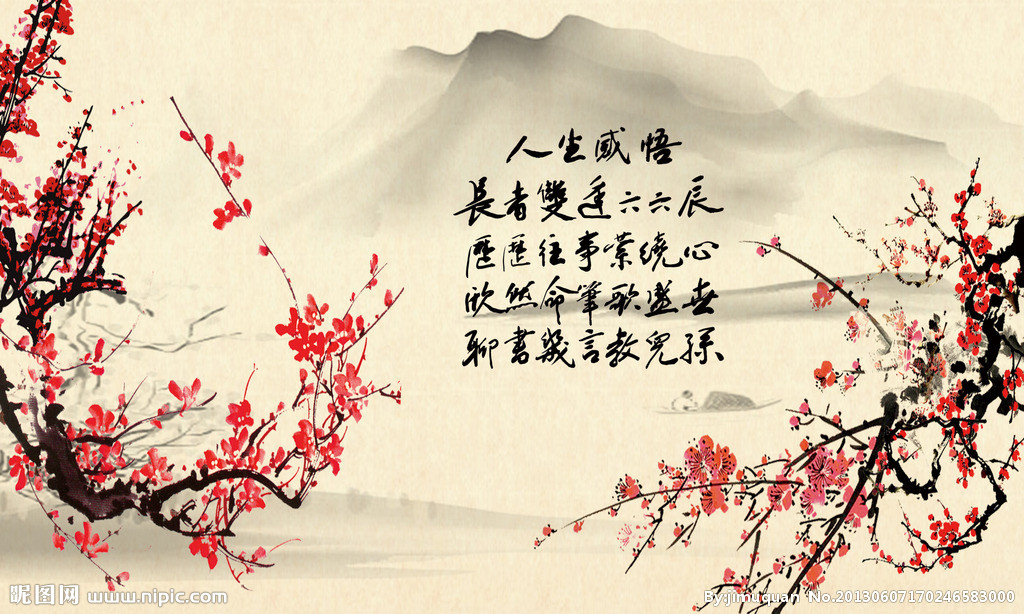 人生感悟
長者雙逢六六辰
歷歷往事縈繞心
欣然命筆歌盛世
聊書幾言教兒孫
昵图网 www.nipic.com
By:jimuquan No.20130607170246583000